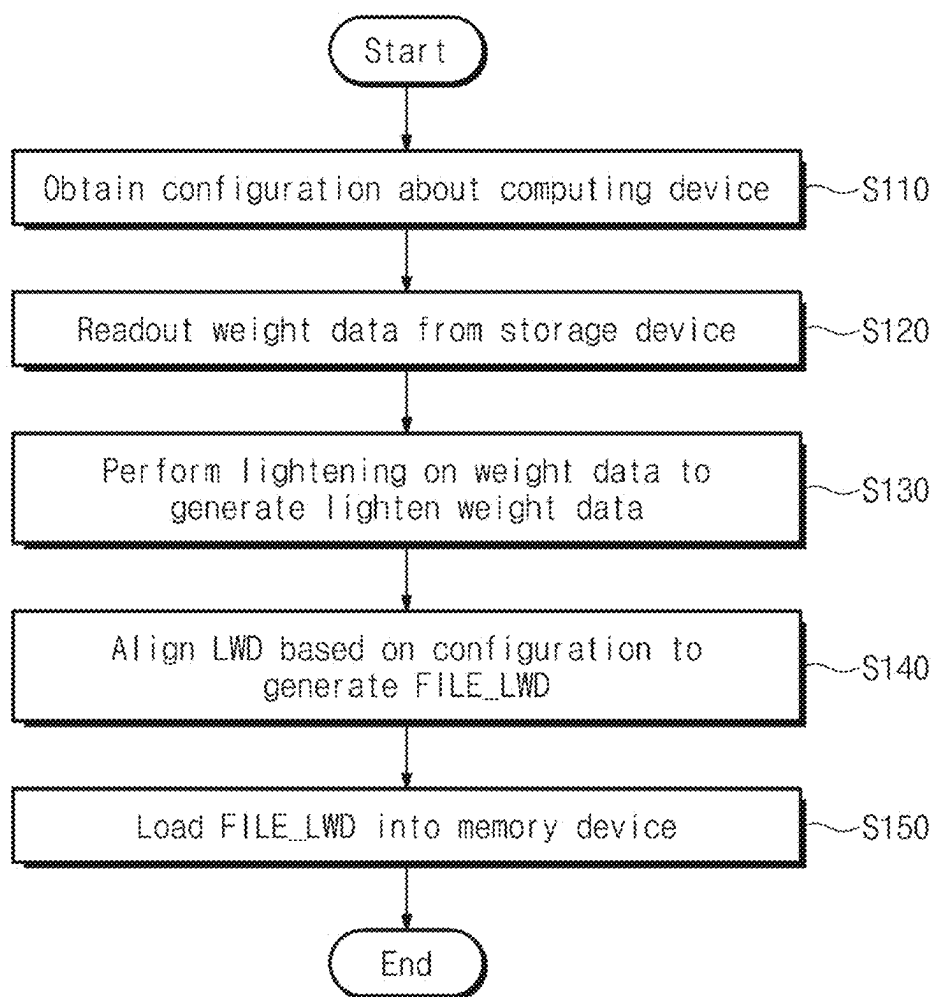 Start
Obtain configuration about computing device
S110
Readout weight data from storage device
S120
Perform lightening on weight data to
generate lighten weight data
S130
Align LWD based on configuration to
generate FILE_LWD
S140
Load FILE_LWD into memory device
S150
End